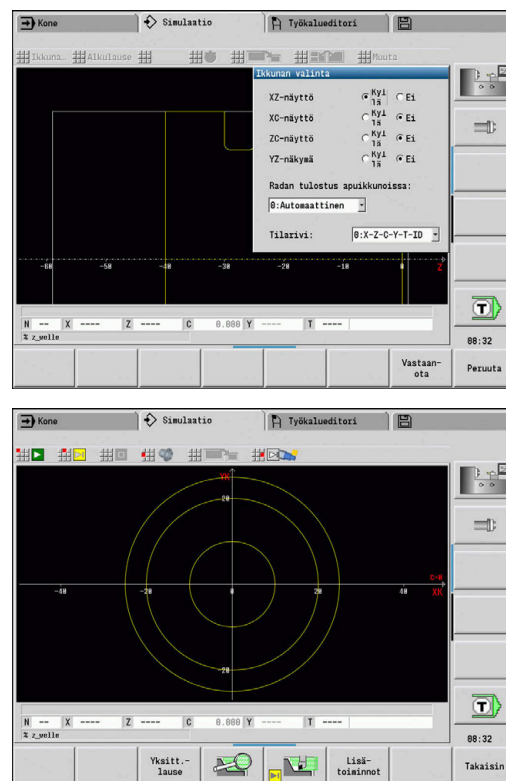 Kone
Simulaatio
Työkalueditori
Ikkuna…
Alkulause
Muuta
Ikkunan valinta
XZ-näyttö Kyllä Ei
XC-näyttö Kyllä Ei
ZC-näyttö Kyllä Ei
YZ-näkymä Kyllä Ei
Radan tulostus apuikkunoissa:
0:Automaattinen
Tilarivi: 0:X-Z-C-Y-T-ID
-60 -50 -40 -30 -20 -10 0 Z
N -- X ---- Z ---- C 0.000 Y ---- T ----
% z_welle
08:32
Vastaan-
ota
Peruuta
Kone
Simulaatio
Työkalueditori
YK
20
C-0
-40 -20 0 20 40 XK
-20
N -- X ---- Z ---- C 0.000 Y ---- T ----
% z_welle
08:32
Yksitt.-
lause
Lisä-
toiminnot
Takaisin